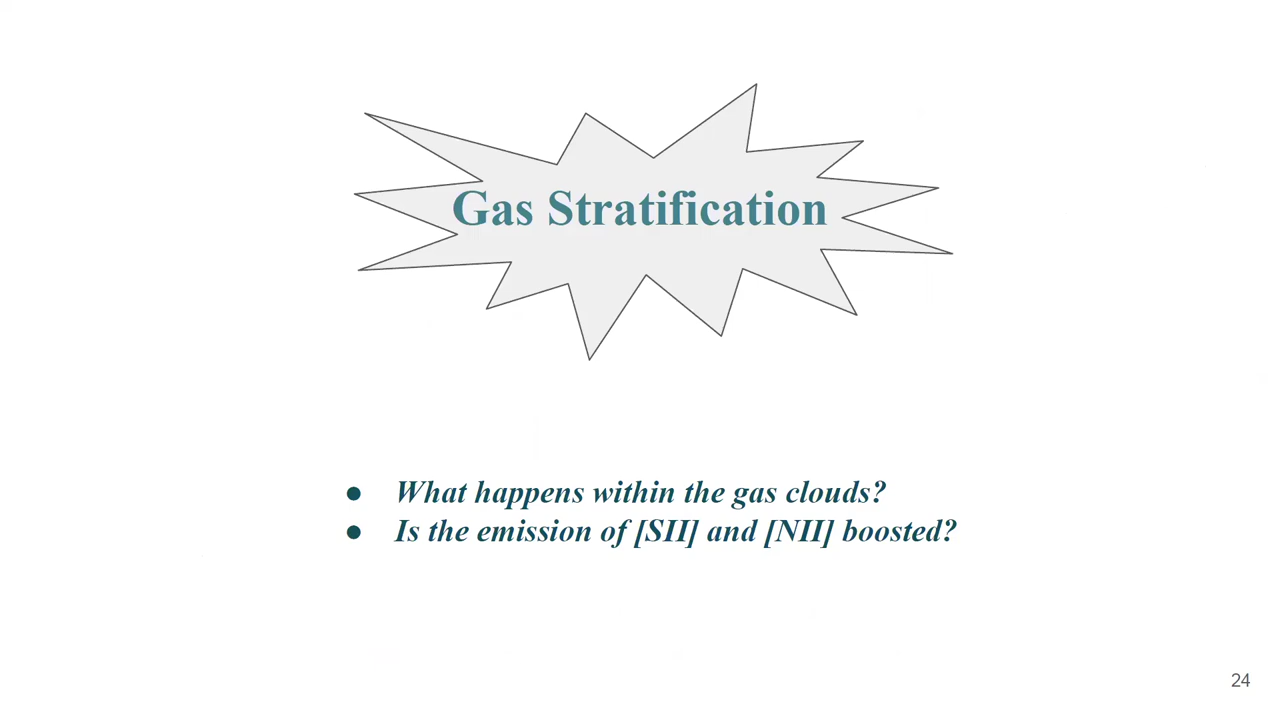 Gas Stratification
● What happens within the gas clouds?
● Is the emission of [SII] and [NII] boosted?
24